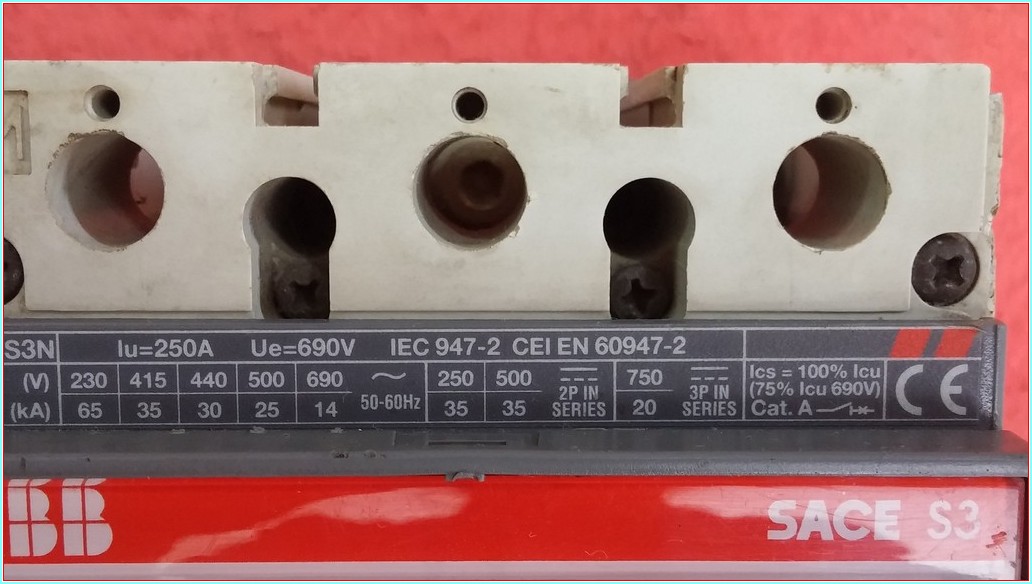 1
S3N Iu=250A Ue=690V IEC 947-2 CEI EN 60947-2
(V) 230 415 440 500 690 ~ 250 500 750
(kA) 65 35 30 25 14 50-60Hz 35 35 2P IN SERIES 20 3P IN SERIES
Ics = 100% Icu
(75% Icu 690V)
Cat. A
CE
BB
SACE S3